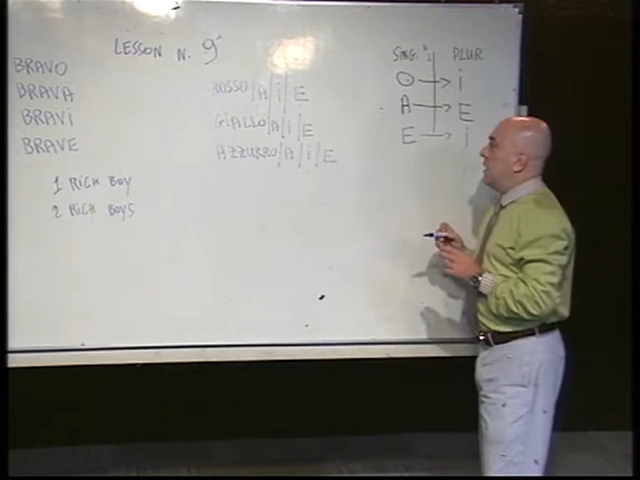 LESSON N. 9^
BRAVO
BRAVA
BRAVI
BRAVE
1 RICH BOY
2 RICH BOYS
ROSSO/A/i/E
GIALLO/A/i/E
AZZURRO/A/i/E
SING. PLUR.
O → i
A → E
E → i